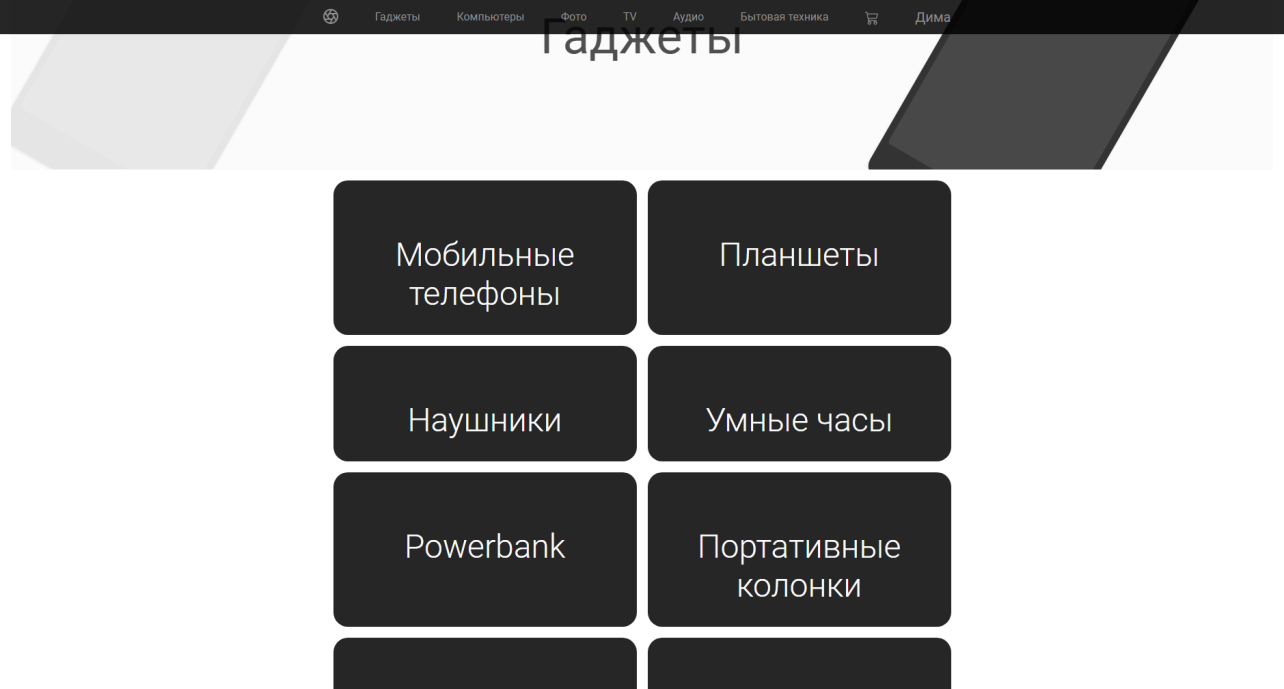 Гаджеты Компьютеры Фото TV Аудио Бытовая техника Дима
Гаджеты
Мобильные
телефоны
Планшеты
Наушники
Умные часы
Powerbank
Портативные
колонки